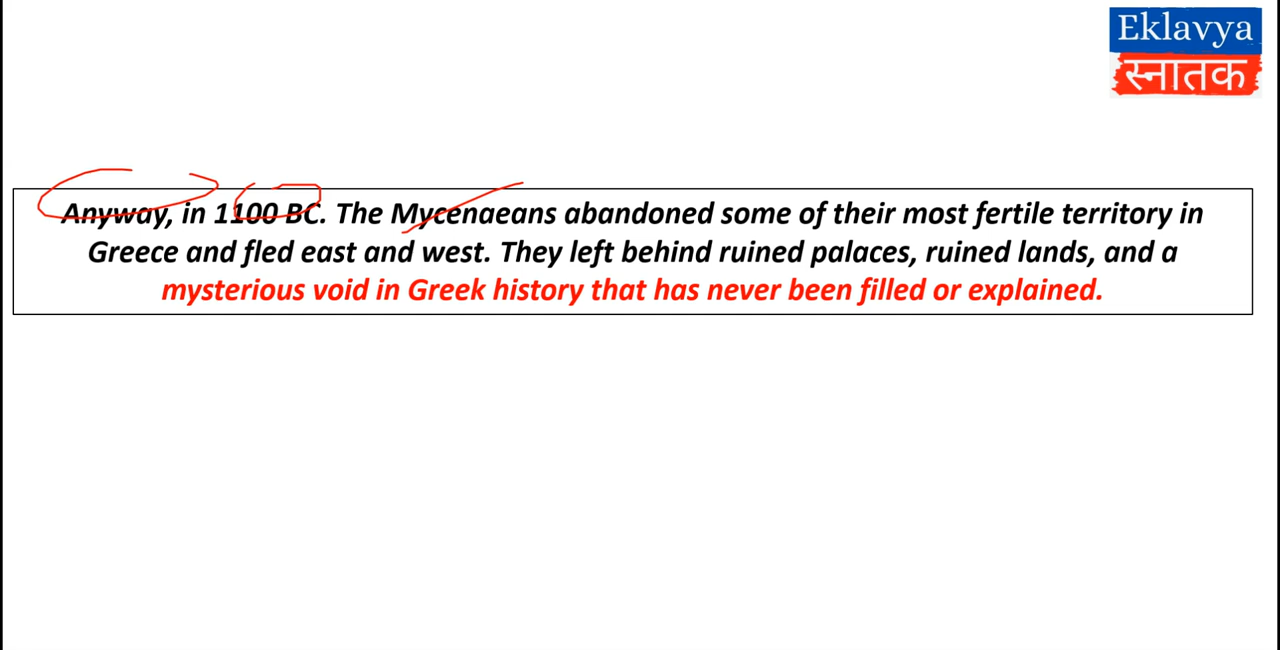 Eklavya
स्नातक
Anyway, in 1100 BC. The Mycenaeans abandoned some of their most fertile territory in
Greece and fled east and west. They left behind ruined palaces, ruined lands, and a
mysterious void in Greek history that has never been filled or explained.